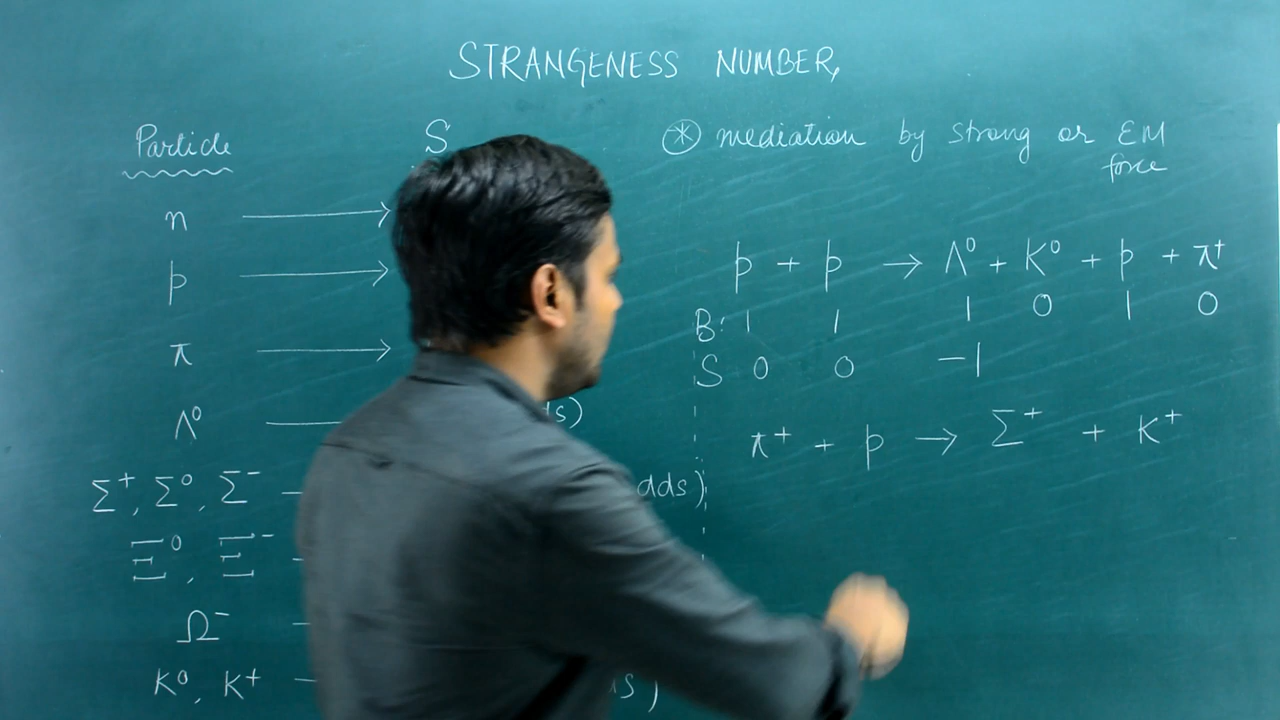 STRANGENESS NUMBER,
Particle S
n ⟶
p ⟶
π ⟶
Λ⁰ — ds)
Σ⁺, Σ⁰, Σ⁻ — dds)
Ξ⁰, Ξ⁻ —
Ω⁻ —
K⁰, K⁺ — s)
⊛ mediation by strong or EM
force
p + p → Λ⁰ + K⁰ + p + π⁺
B: 1 1 1 0 1 0
S 0 0 −1
π⁺ + p → Σ⁺ + K⁺